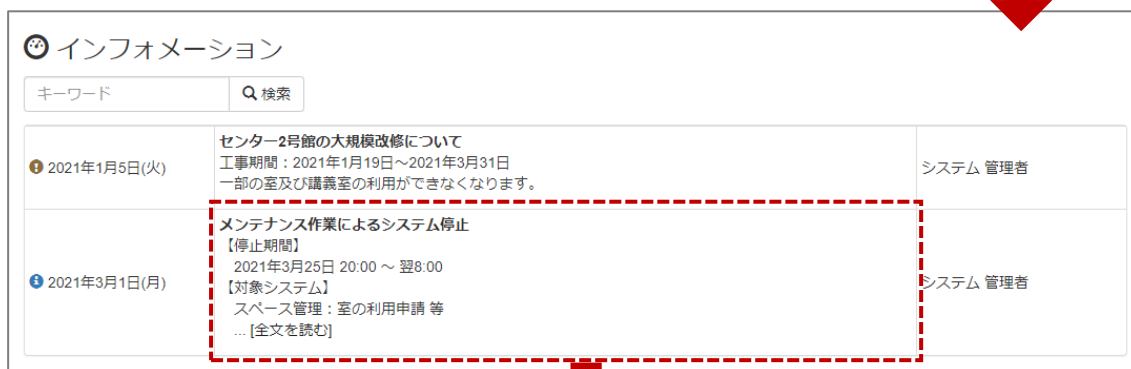 インフォメーション
キーワード 検索
センター2号館の大規模改修について
2021年1月5日(火) 工事期間：2021年1月19日～2021年3月31日 システム 管理者
一部の室及び講義室の利用ができなくなります。
メンテナンス作業によるシステム停止
【停止期間】
2021年3月25日 20:00 ～ 翌8:00
2021年3月1日(月) 【対象システム】 システム 管理者
スペース管理：室の利用申請 等
... [全文を読む]